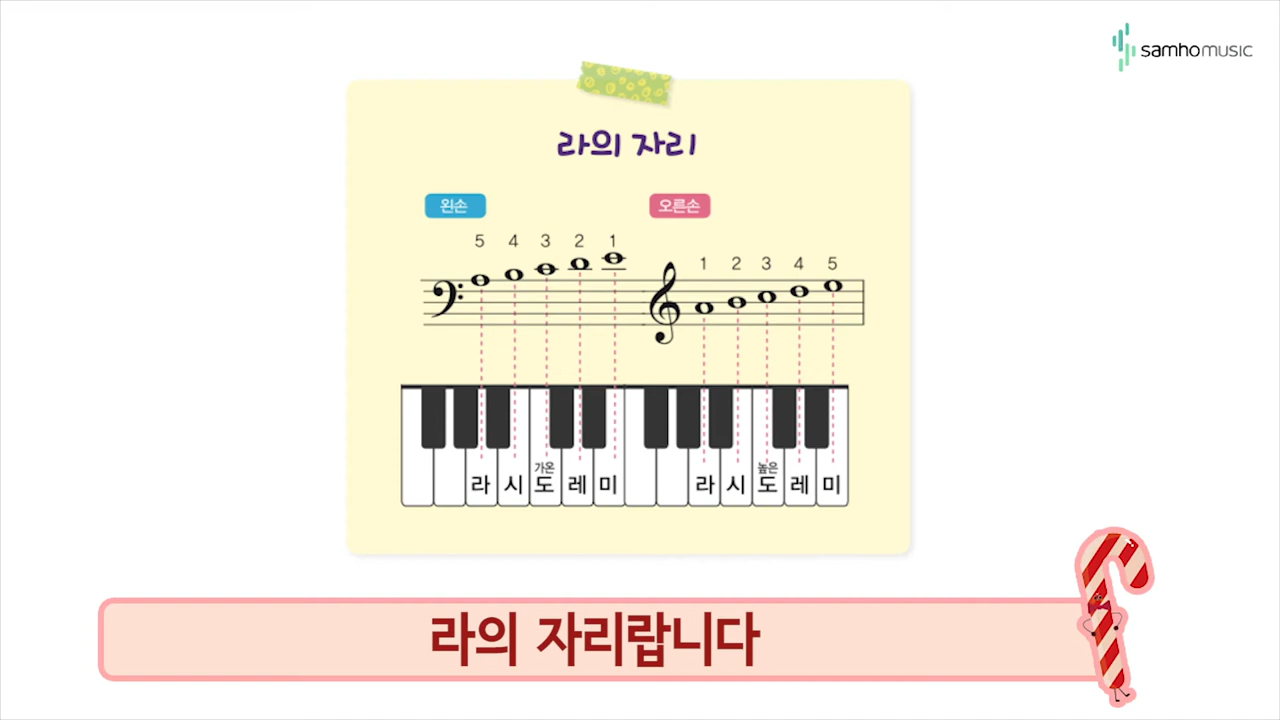 samhomusic
라의 자리
왼손 오른손
5 4 3 2 1
1 2 3 4 5
가온 높은
라 시 도 레 미 라 시 도 레 미
라의 자리랍니다